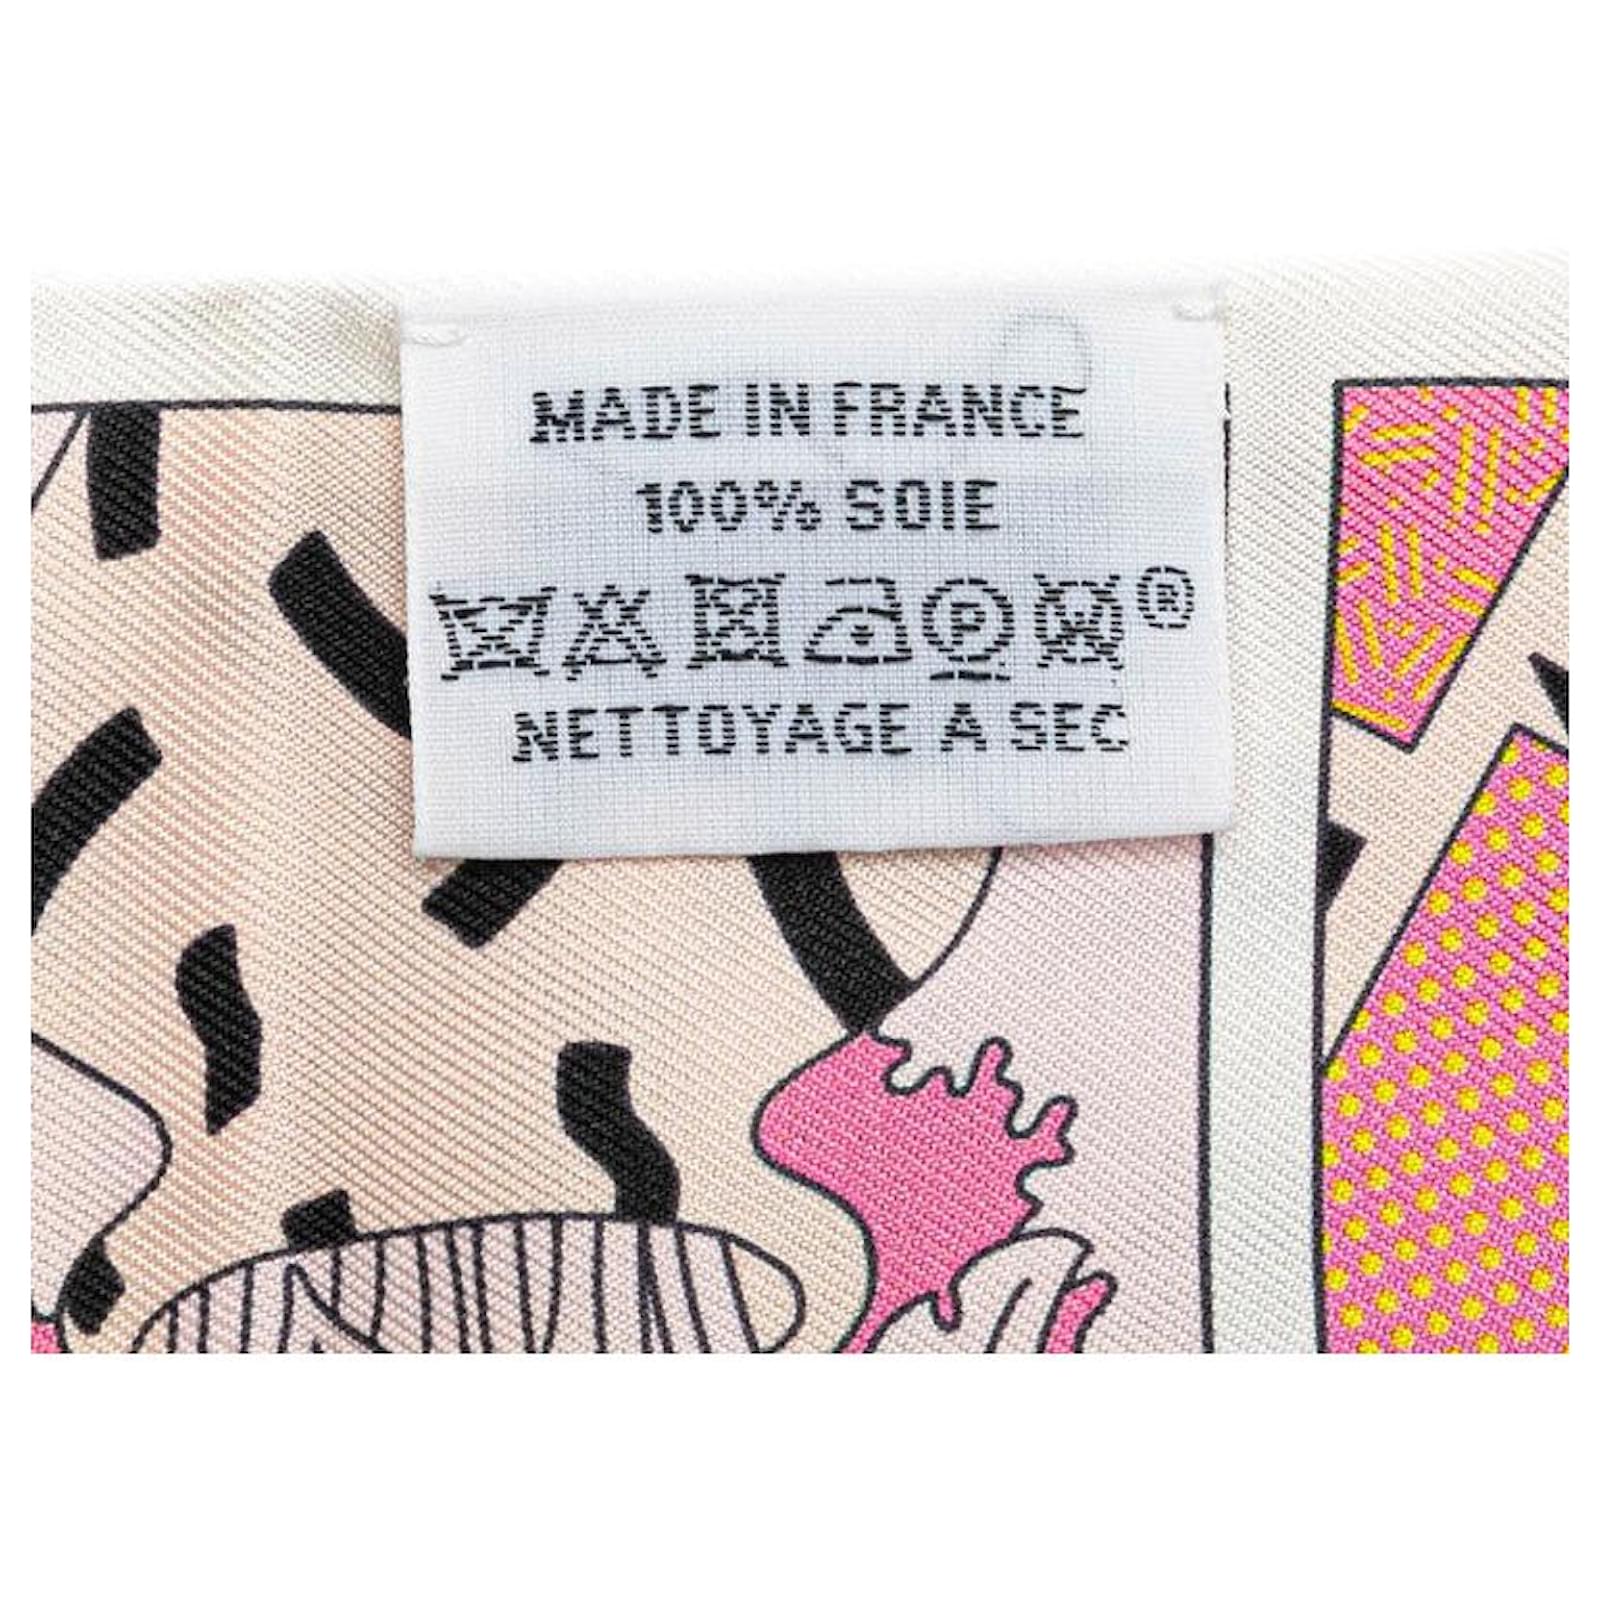 MADE IN FRANCE
100% SOIE
P ®
NETTOYAGE A SEC